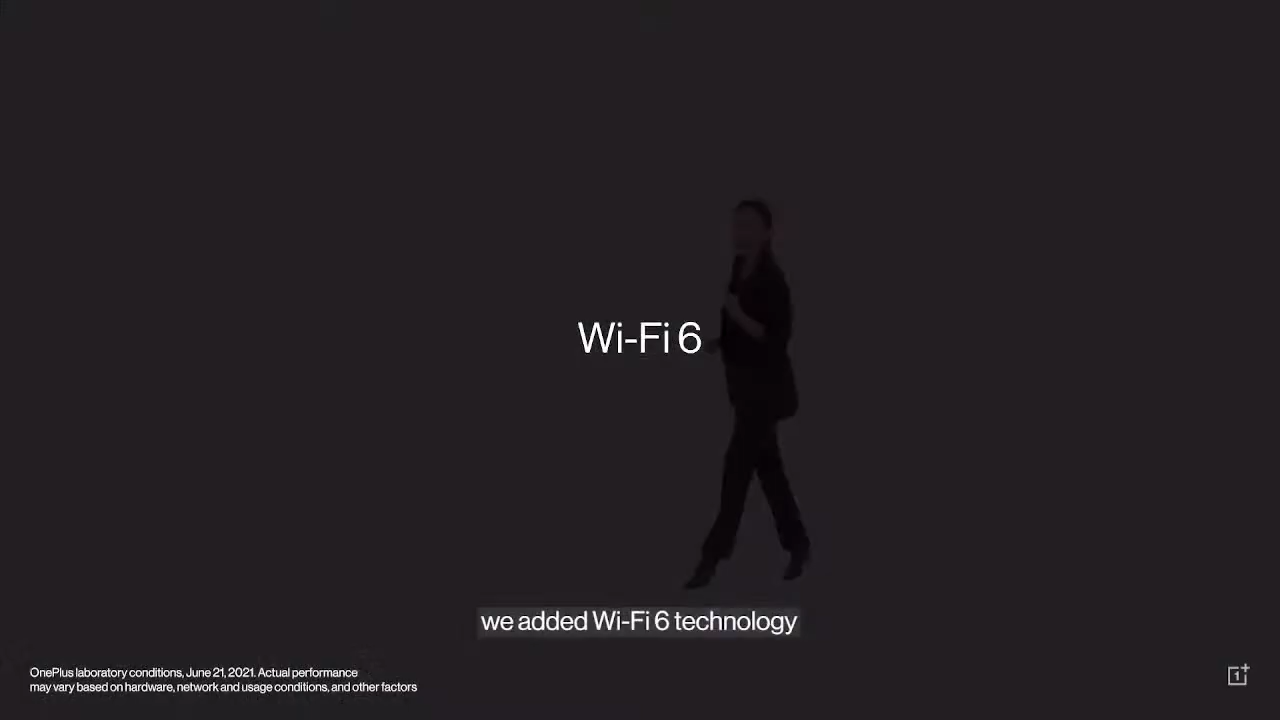 Wi-Fi 6
we added Wi-Fi 6 technology
OnePlus laboratory conditions, June 21, 2021. Actual performance
may vary based on hardware, network and usage conditions, and other factors
1+